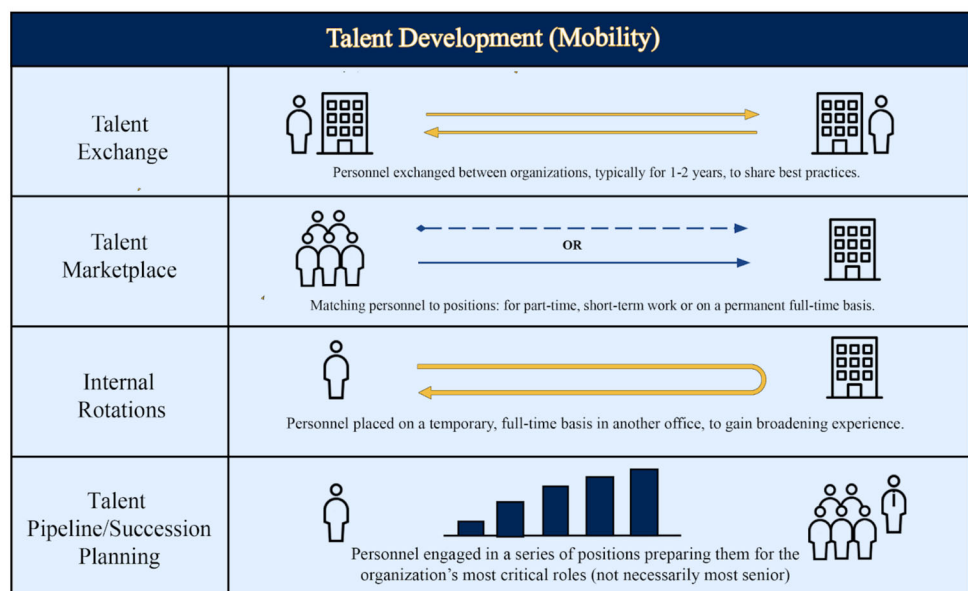 Talent Development (Mobility)
Talent
Exchange
Personnel exchanged between organizations, typically for 1-2 years, to share best practices.
Talent
Marketplace
OR
Matching personnel to positions: for part-time, short-term work or on a permanent full-time basis.
Internal
Rotations
Personnel placed on a temporary, full-time basis in another office, to gain broadening experience.
Talent
Pipeline/Succession
Planning
Personnel engaged in a series of positions preparing them for the
organization's most critical roles (not necessarily most senior)